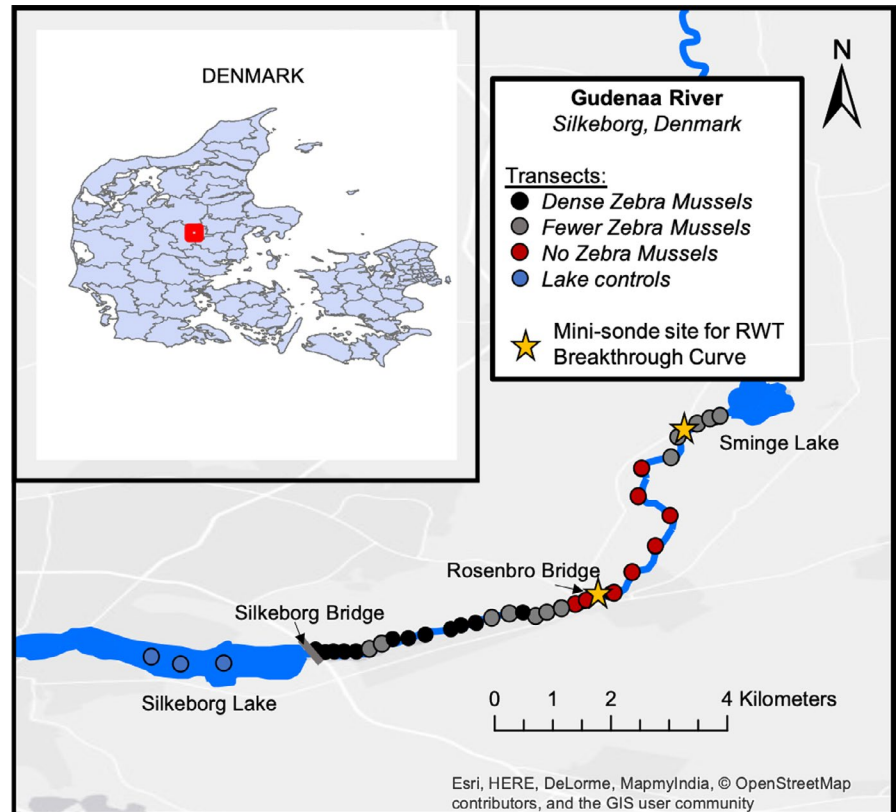 DENMARK
N
Gudenaa River
Silkeborg, Denmark
Transects:
Dense Zebra Mussels
Fewer Zebra Mussels
No Zebra Mussels
Lake controls
Mini-sonde site for RWT
Breakthrough Curve
Sminge Lake
Rosenbro Bridge
Silkeborg Bridge
Silkeborg Lake
0 1 2 4 Kilometers
Esri, HERE, DeLorme, MapmyIndia, © OpenStreetMap
contributors, and the GIS user community